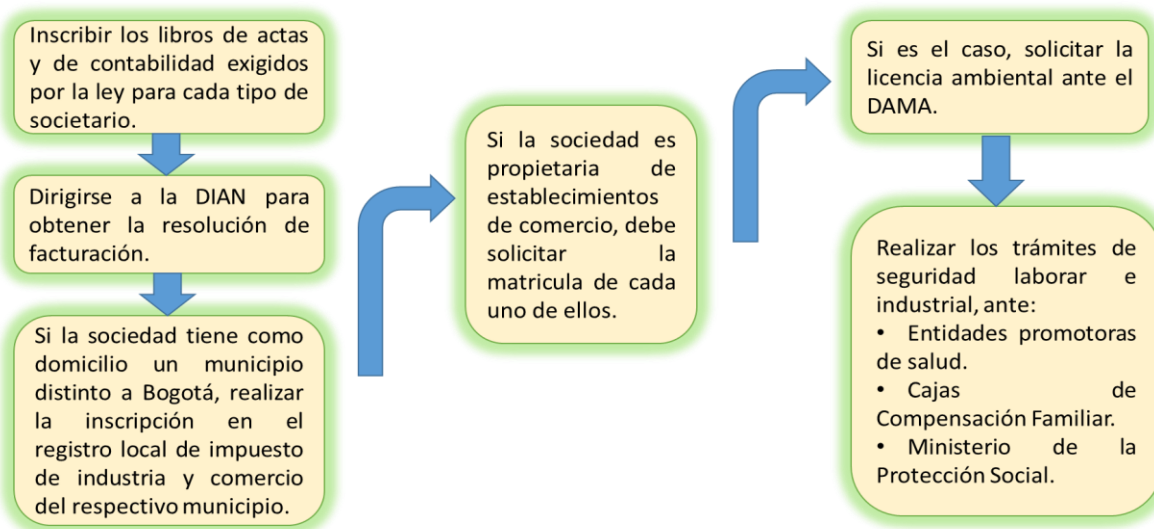 Inscribir los libros de actas
y de contabilidad exigidos
por la ley para cada tipo de
societario.
Dirigirse a la DIAN para
obtener la resolución de
facturación.
Si la sociedad tiene como
domicilio un municipio
distinto a Bogotá, realizar
la inscripción en el
registro local de impuesto
de industria y comercio
del respectivo municipio.
Si la sociedad es
propietaria de
establecimientos
de comercio, debe
solicitar la
matricula de cada
uno de ellos.
Si es el caso, solicitar la
licencia ambiental ante el
DAMA.
Realizar los trámites de
seguridad laborar e
industrial, ante:
• Entidades promotoras
de salud.
• Cajas de
Compensación Familiar.
• Ministerio de la
Protección Social.